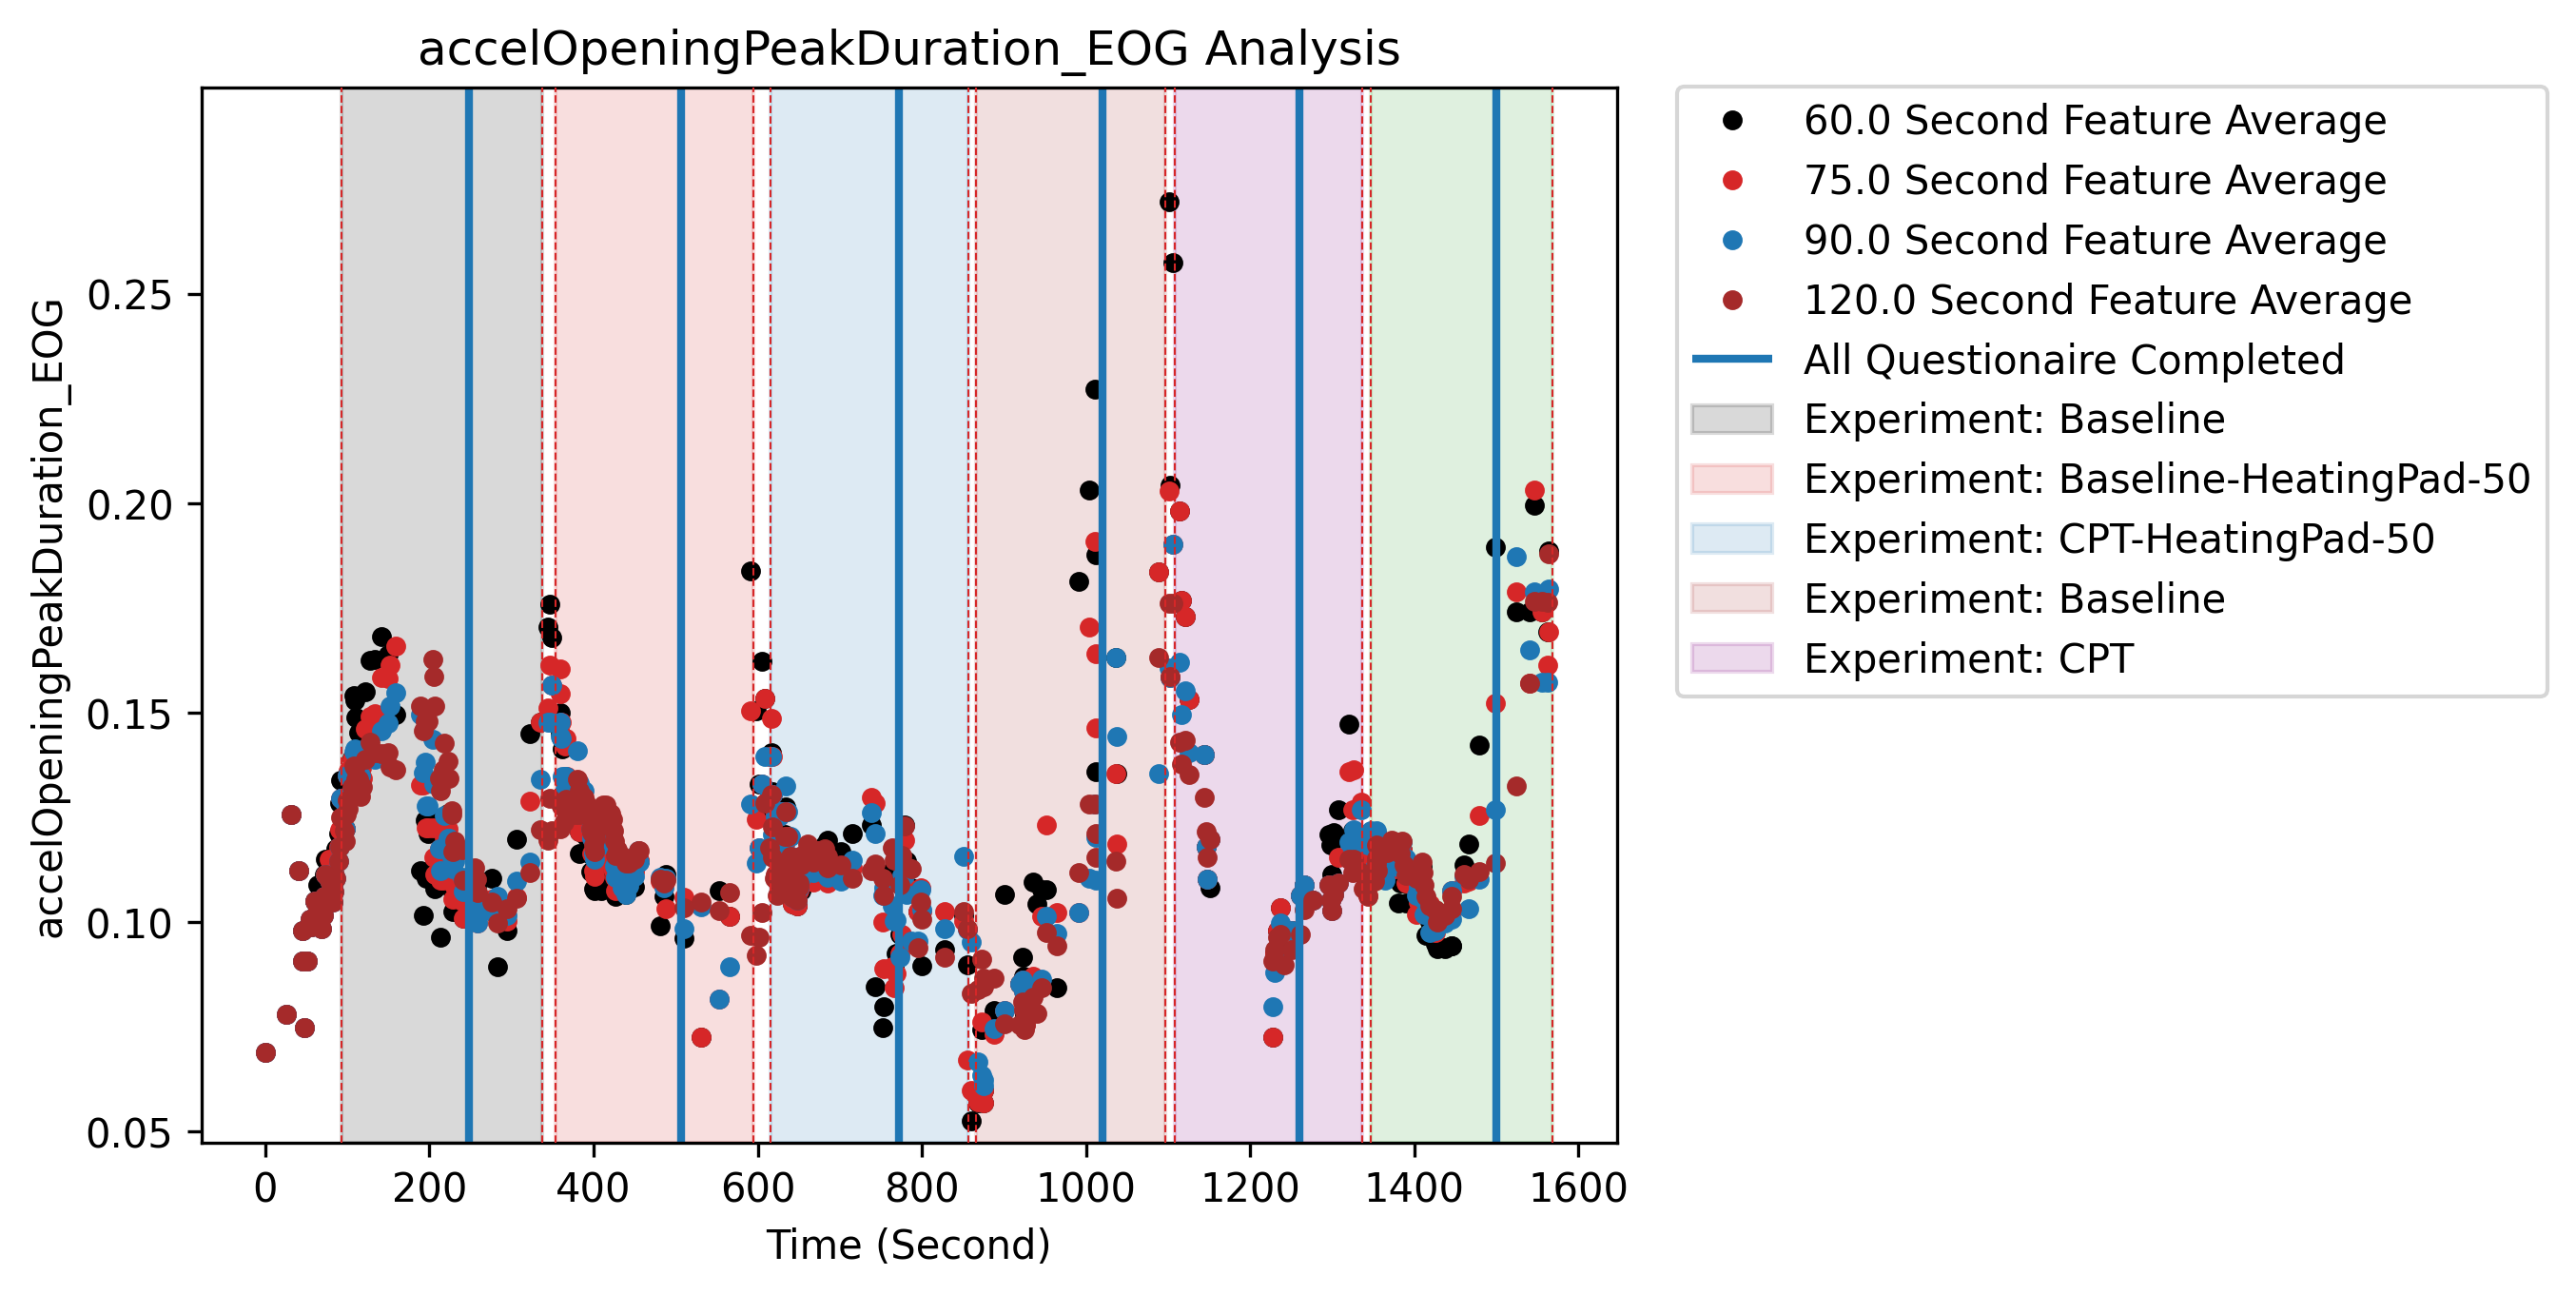 accelOpeningPeakDuration_EOG Analysis
accelOpeningPeakDuration_EOG
0.25
0.20
0.15
0.10
0.05
0 200 400 600 800 1000 1200 1400 1600
Time (Second)
60.0 Second Feature Average
75.0 Second Feature Average
90.0 Second Feature Average
120.0 Second Feature Average
All Questionaire Completed
Experiment: Baseline
Experiment: Baseline-HeatingPad-50
Experiment: CPT-HeatingPad-50
Experiment: Baseline
Experiment: CPT